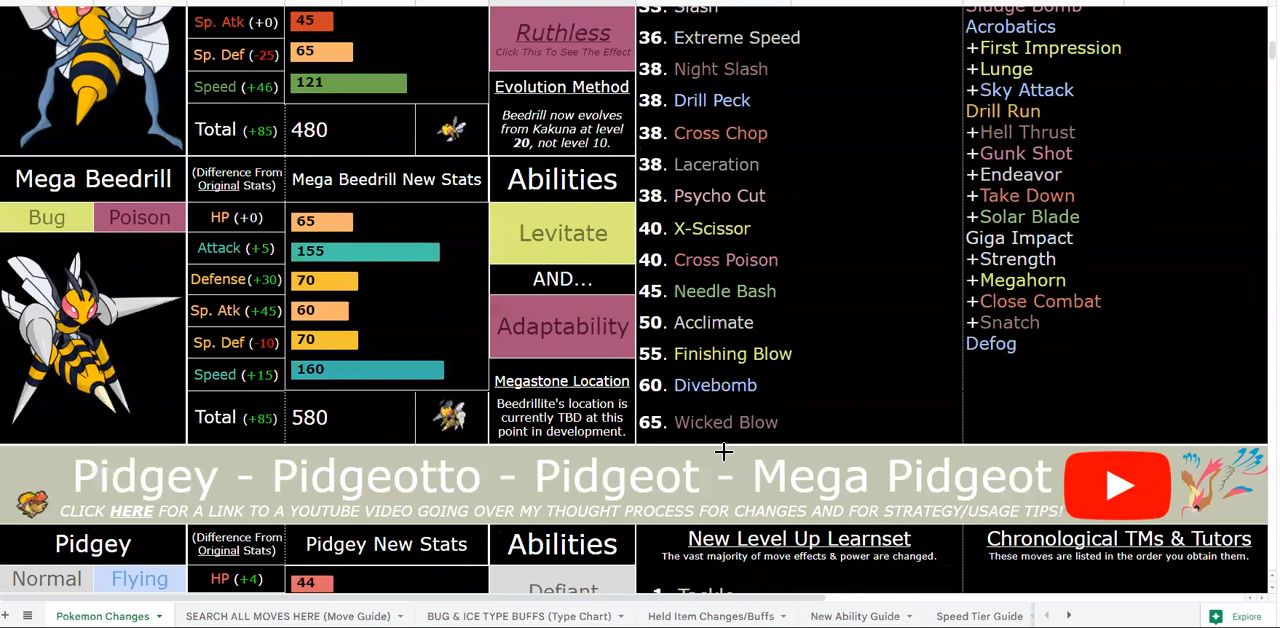 Sp. Atk (+0) 45
Sp. Def (-25) 65
Speed (+46) 121
Total (+85) 480
Ruthless
Click This To See The Effect
Evolution Method
Beedrill now evolves
from Kakuna at level
20, not level 10.
Mega Beedrill
(Difference From
Original Stats)
Mega Beedrill New Stats
Abilities
Bug Poison
HP (+0) 65
Attack (+5) 155
Defense(+30) 70
Sp. Atk (+45) 60
Sp. Def (-10) 70
Speed (+15) 160
Total (+85) 580
Levitate
AND...
Adaptability
Megastone Location
Beedrillite's location is
currently TBD at this
point in development.
33. Slash
36. Extreme Speed
38. Night Slash
38. Drill Peck
38. Cross Chop
38. Laceration
38. Psycho Cut
40. X-Scissor
40. Cross Poison
45. Needle Bash
50. Acclimate
55. Finishing Blow
60. Divebomb
65. Wicked Blow
Sludge Bomb
Acrobatics
+First Impression
+Lunge
+Sky Attack
Drill Run
+Hell Thrust
+Gunk Shot
+Endeavor
+Take Down
+Solar Blade
Giga Impact
+Strength
+Megahorn
+Close Combat
+Snatch
Defog
Pidgey - Pidgeotto - Pidgeot - Mega Pidgeot
CLICK HERE FOR A LINK TO A YOUTUBE VIDEO GOING OVER MY THOUGHT PROCESS FOR CHANGES AND FOR STRATEGY/USAGE TIPS!
Pidgey
(Difference From
Original Stats)
Pidgey New Stats
Abilities
New Level Up Learnset
The vast majority of move effects & power are changed.
Chronological TMs & Tutors
These moves are listed in the order you obtain them.
Normal Flying
HP (+4) 44
Defiant
1. Tackle
+ Pokemon Changes SEARCH ALL MOVES HERE (Move Guide) BUG & ICE TYPE BUFFS (Type Chart) Held Item Changes/Buffs New Ability Guide Speed Tier Guide Explore